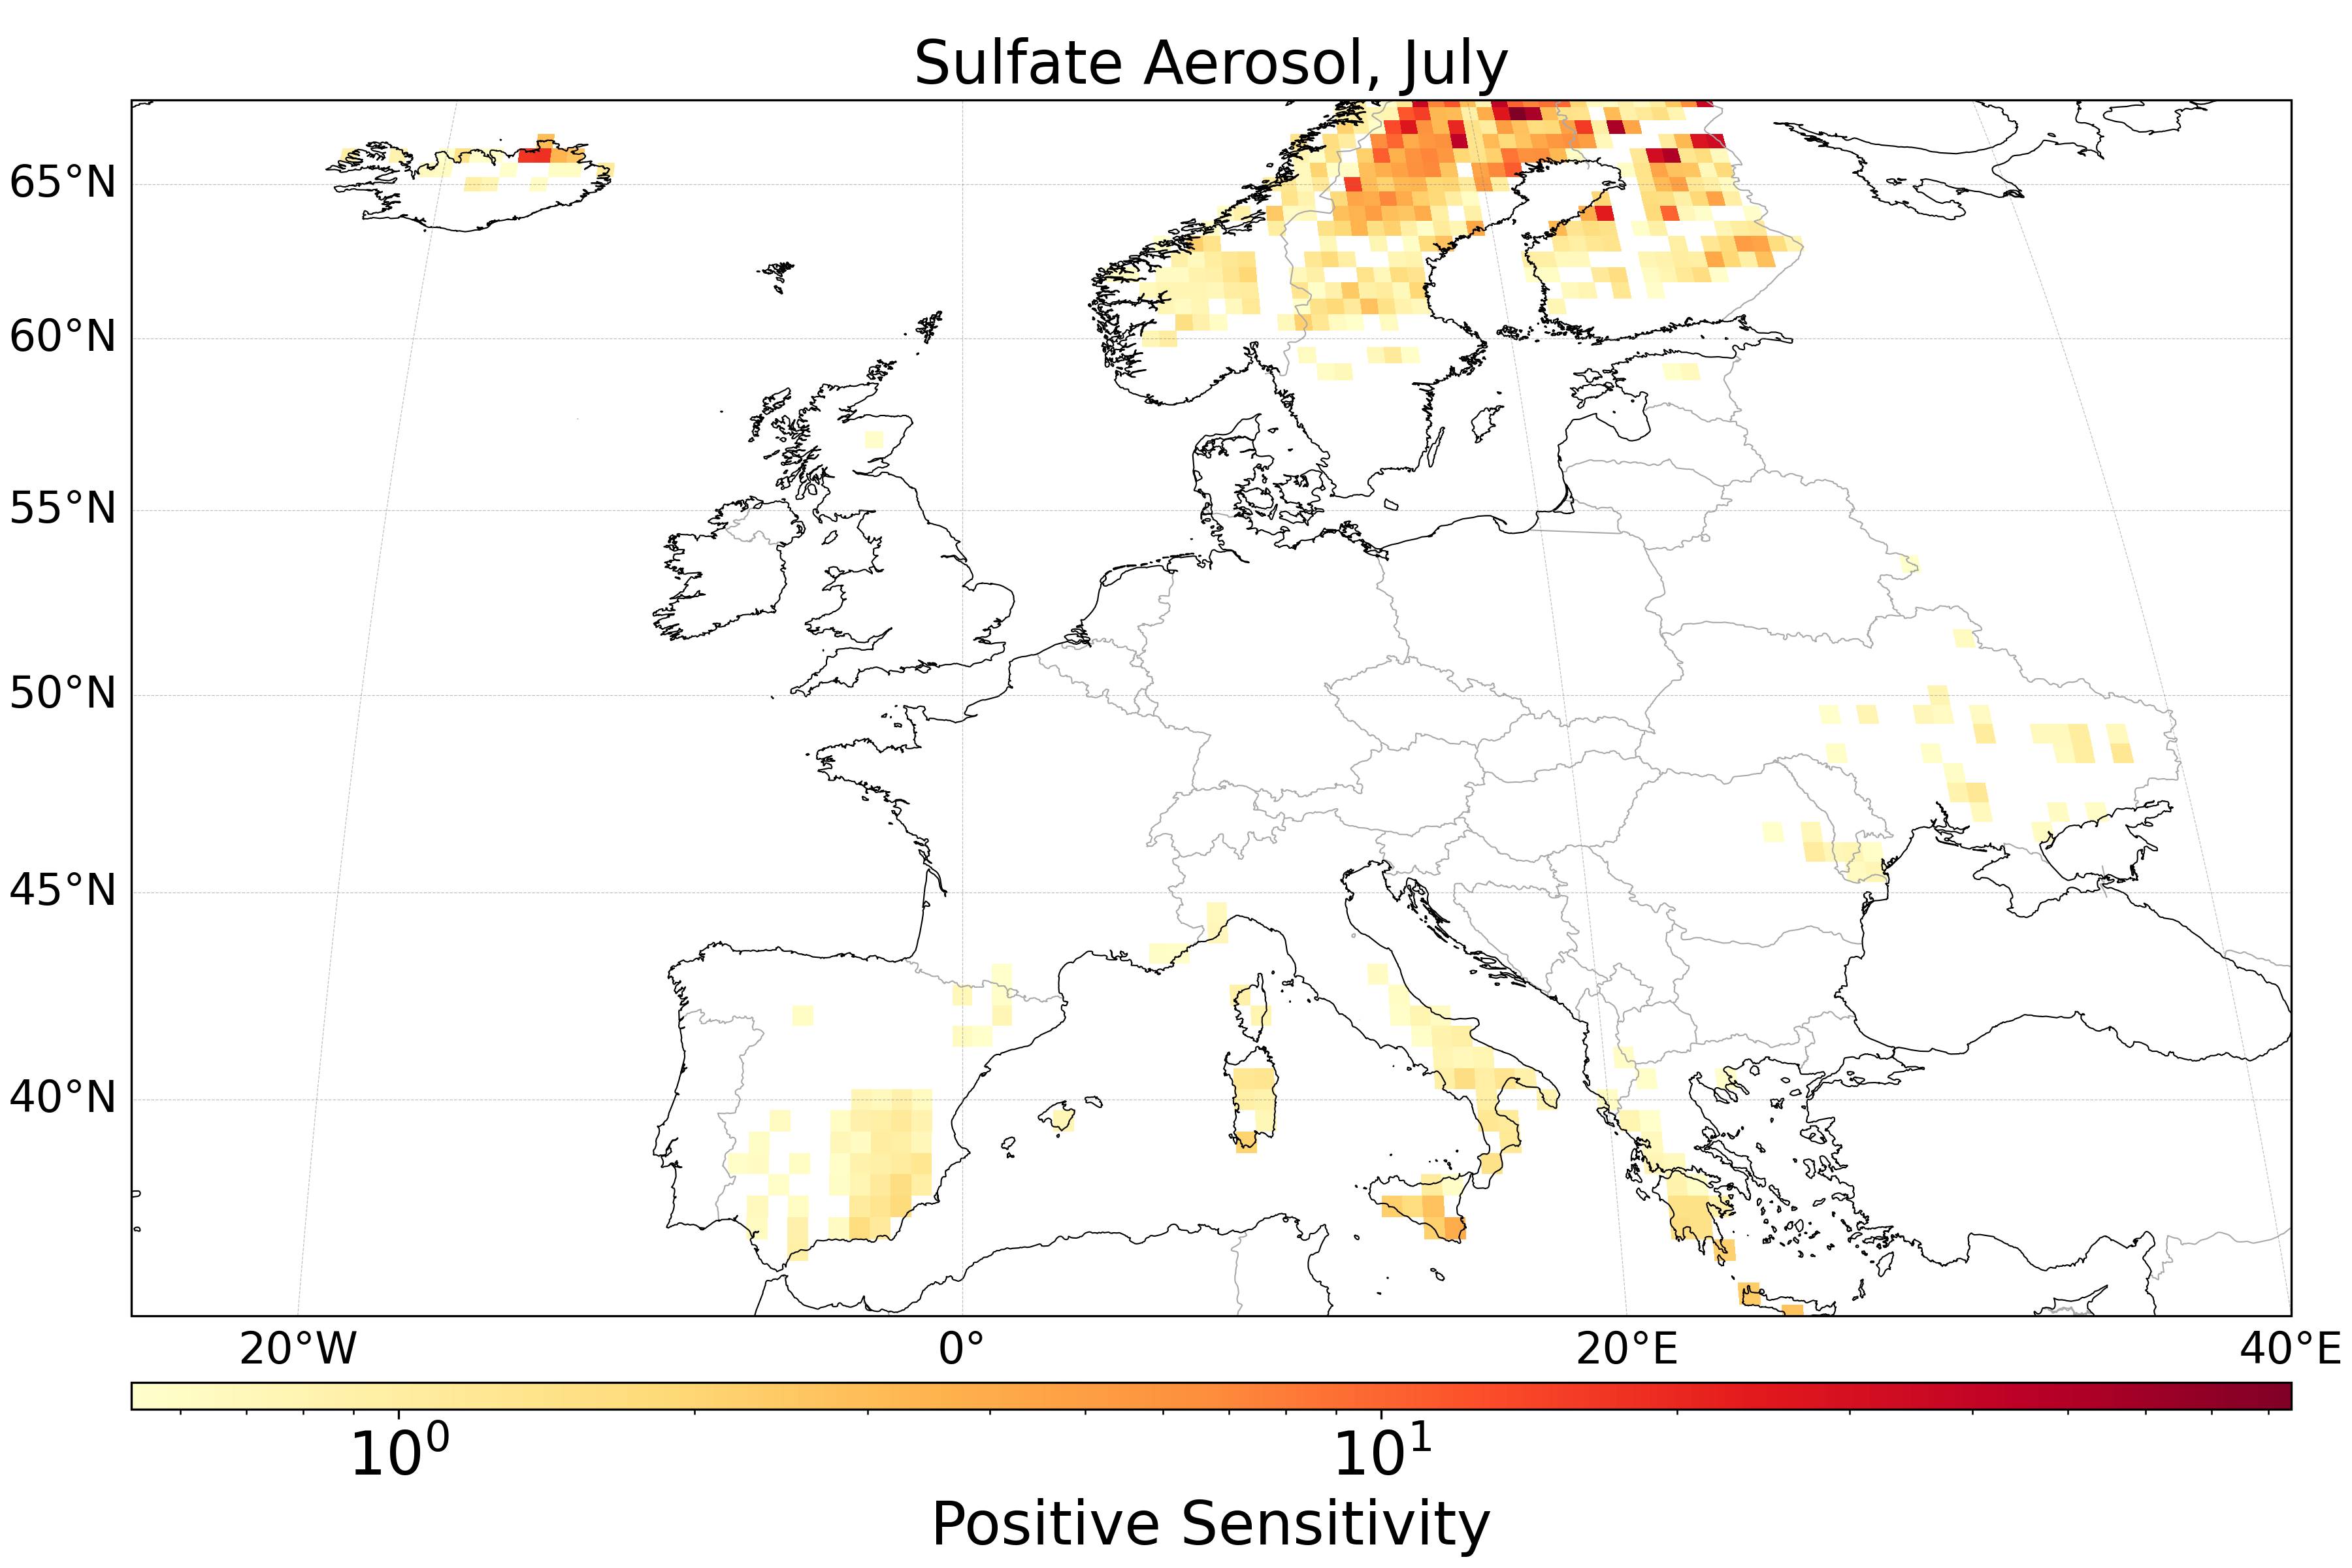 Sulfate Aerosol, July
65°N
60°N
55°N
50°N
45°N
40°N
20°W 0° 20°E 40°E
10⁰ 10¹
Positive Sensitivity